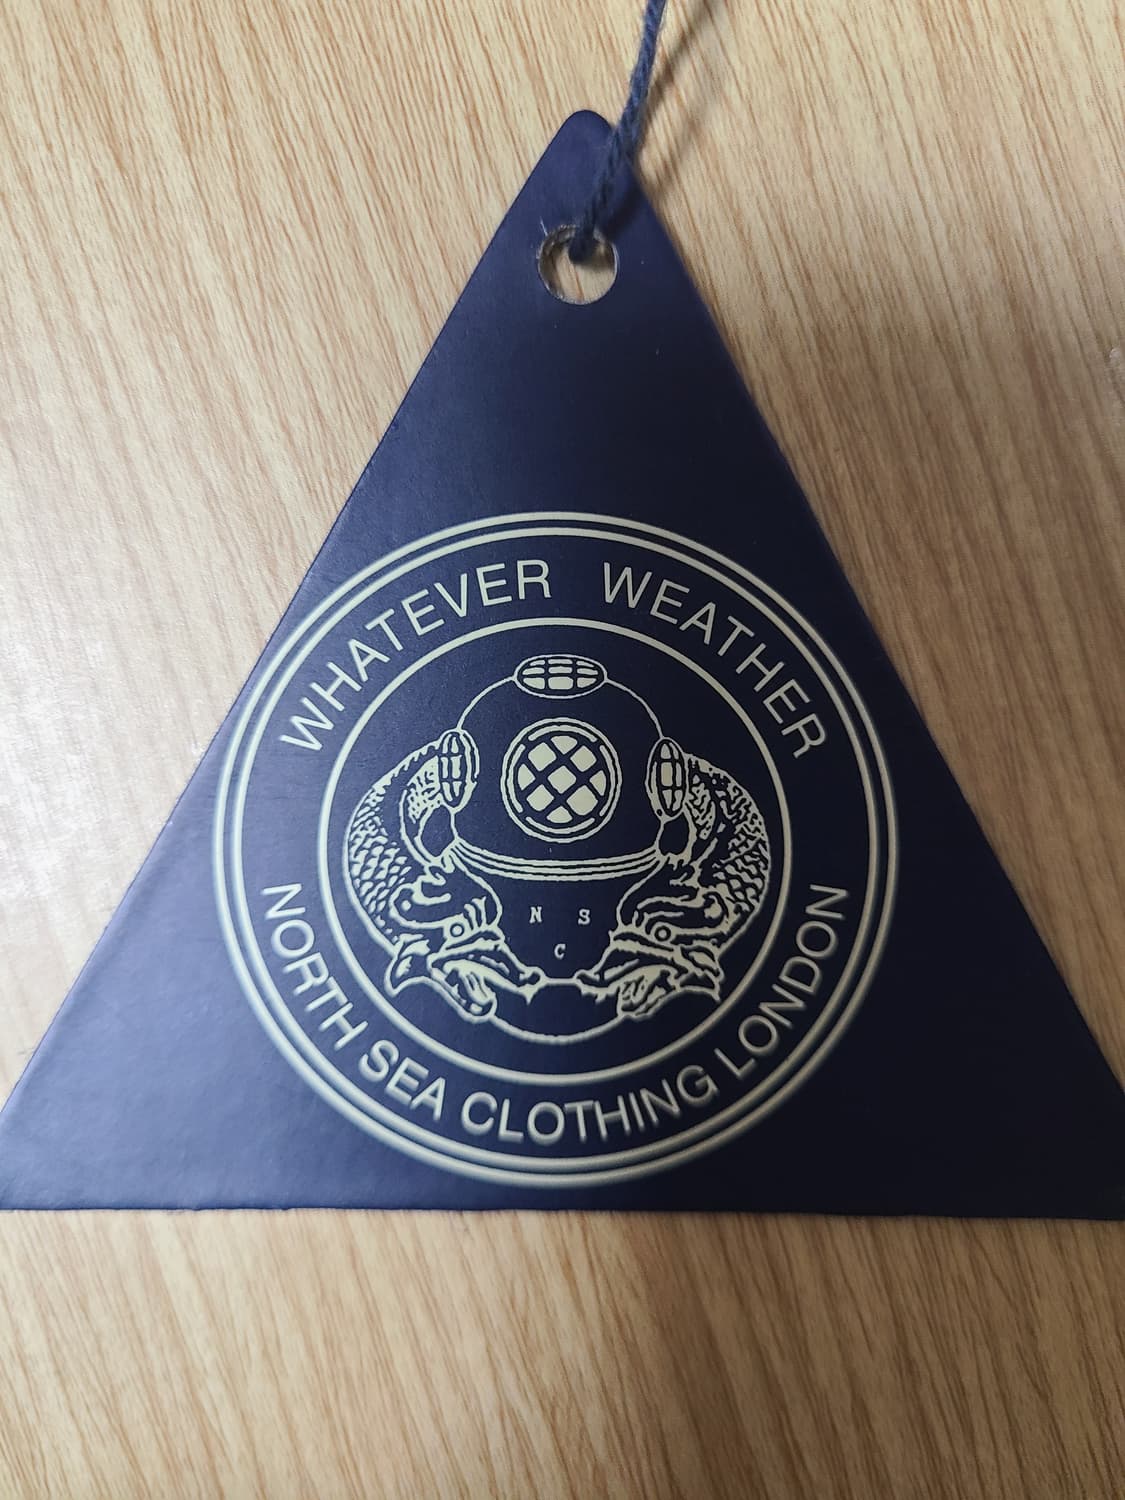 WHATEVER WEATHER
N S
C
NORTH SEA CLOTHING LONDON